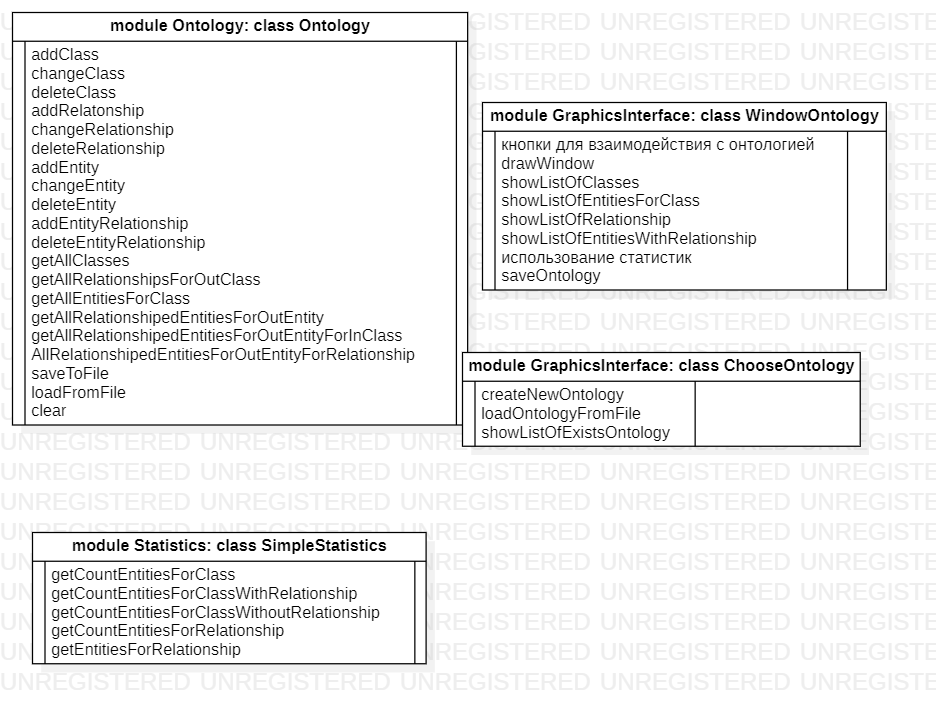 module Ontology: class Ontology
addClass
changeClass
deleteClass
addRelatonship
changeRelationship
deleteRelationship
addEntity
changeEntity
deleteEntity
addEntityRelationship
deleteEntityRelationship
getAllClasses
getAllRelationshipsForOutClass
getAllEntitiesForClass
getAllRelationshipedEntitiesForOutEntity
getAllRelationshipedEntitiesForOutEntityForInClass
AllRelationshipedEntitiesForOutEntityForRelationship
saveToFile
loadFromFile
clear
module GraphicsInterface: class WindowOntology
кнопки для взаимодействия с онтологией
drawWindow
showListOfClasses
showListOfEntitiesForClass
showListOfRelationship
showListOfEntitiesWithRelationship
использование статистик
saveOntology
module GraphicsInterface: class ChooseOntology
createNewOntology
loadOntologyFromFile
showListOfExistsOntology
module Statistics: class SimpleStatistics
getCountEntitiesForClass
getCountEntitiesForClassWithRelationship
getCountEntitiesForClassWithoutRelationship
getCountEntitiesForRelationship
getEntitiesForRelationship
UNREGISTERED UNREGISTERED UNREGISTERED UNREGISTERED